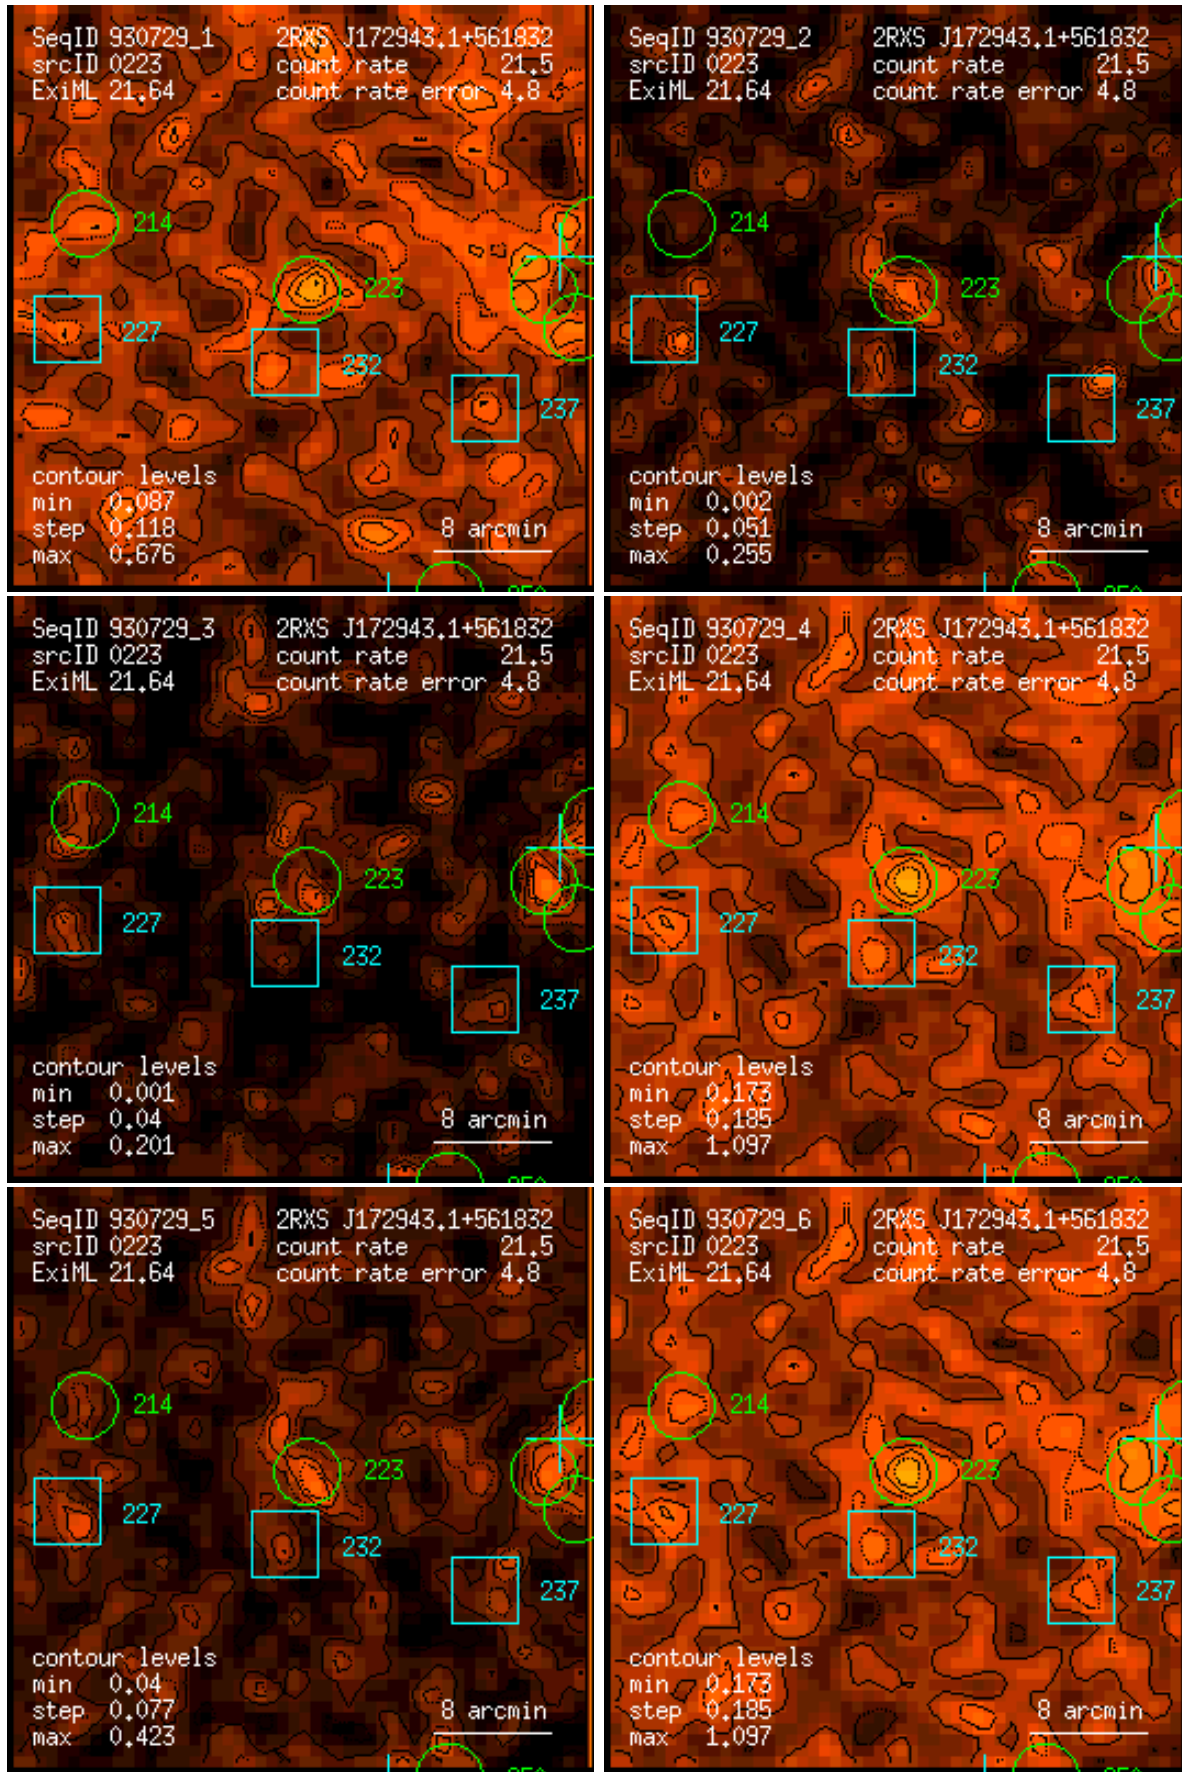 SeqID 930729_1 2RXS J172943.1+561832
srcID 0223 count rate 21.5
ExiML 21.64 count rate error 4.8
214
223
227
232
237
contour levels
min 0.087
step 0.118 8 arcmin
max 0.676
SeqID 930729_2 2RXS J172943.1+561832
srcID 0223 count rate 21.5
ExiML 21.64 count rate error 4.8
214
223
227
232
237
contour levels
min 0.002
step 0.051 8 arcmin
max 0.255
SeqID 930729_3 2RXS J172943.1+561832
srcID 0223 count rate 21.5
ExiML 21.64 count rate error 4.8
214
223
227
232
237
contour levels
min 0.001
step 0.04 8 arcmin
max 0.201
SeqID 930729_4 2RXS J172943.1+561832
srcID 0223 count rate 21.5
ExiML 21.64 count rate error 4.8
214
223
227
232
237
contour levels
min 0.173
step 0.185 8 arcmin
max 1.097
SeqID 930729_5 2RXS J172943.1+561832
srcID 0223 count rate 21.5
ExiML 21.64 count rate error 4.8
214
223
227
232
237
contour levels
min 0.04
step 0.077 8 arcmin
max 0.423
SeqID 930729_6 2RXS J172943.1+561832
srcID 0223 count rate 21.5
ExiML 21.64 count rate error 4.8
214
223
227
232
237
contour levels
min 0.173
step 0.185 8 arcmin
max 1.097